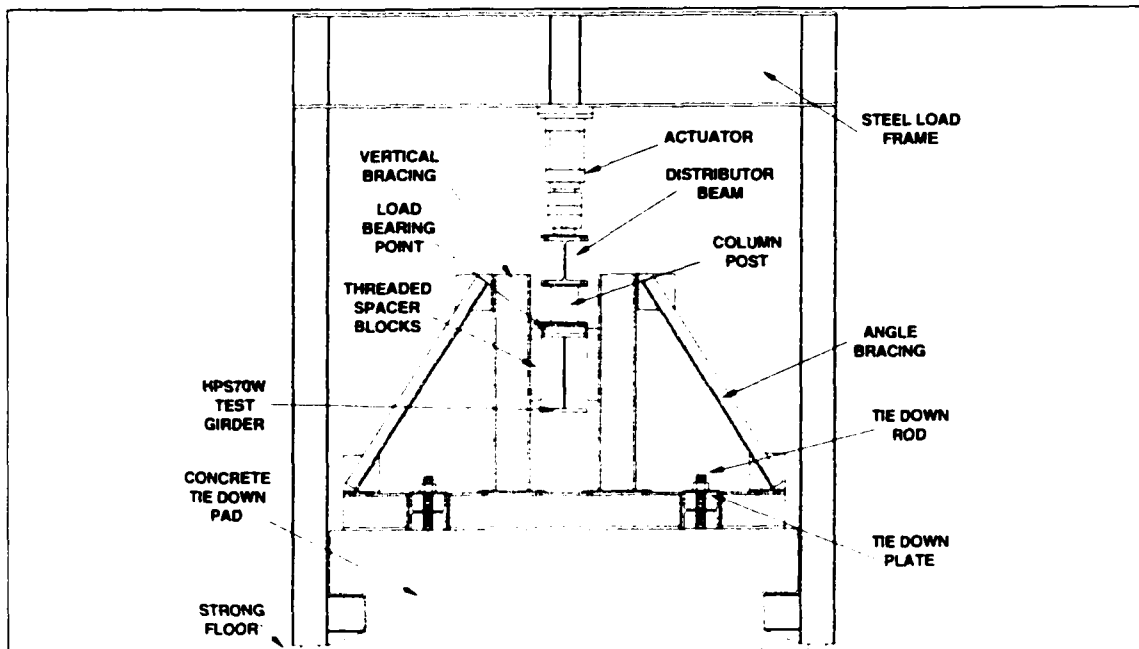 STEEL LOAD
FRAME
ACTUATOR
VERTICAL
BRACING
DISTRIBUTOR
BEAM
LOAD
BEARING
POINT
COLUMN
POST
THREADED
SPACER
BLOCKS
ANGLE
BRACING
HPS70W
TEST
GIRDER
TIE DOWN
ROD
CONCRETE
TIE DOWN
PAD
TIE DOWN
PLATE
STRONG
FLOOR